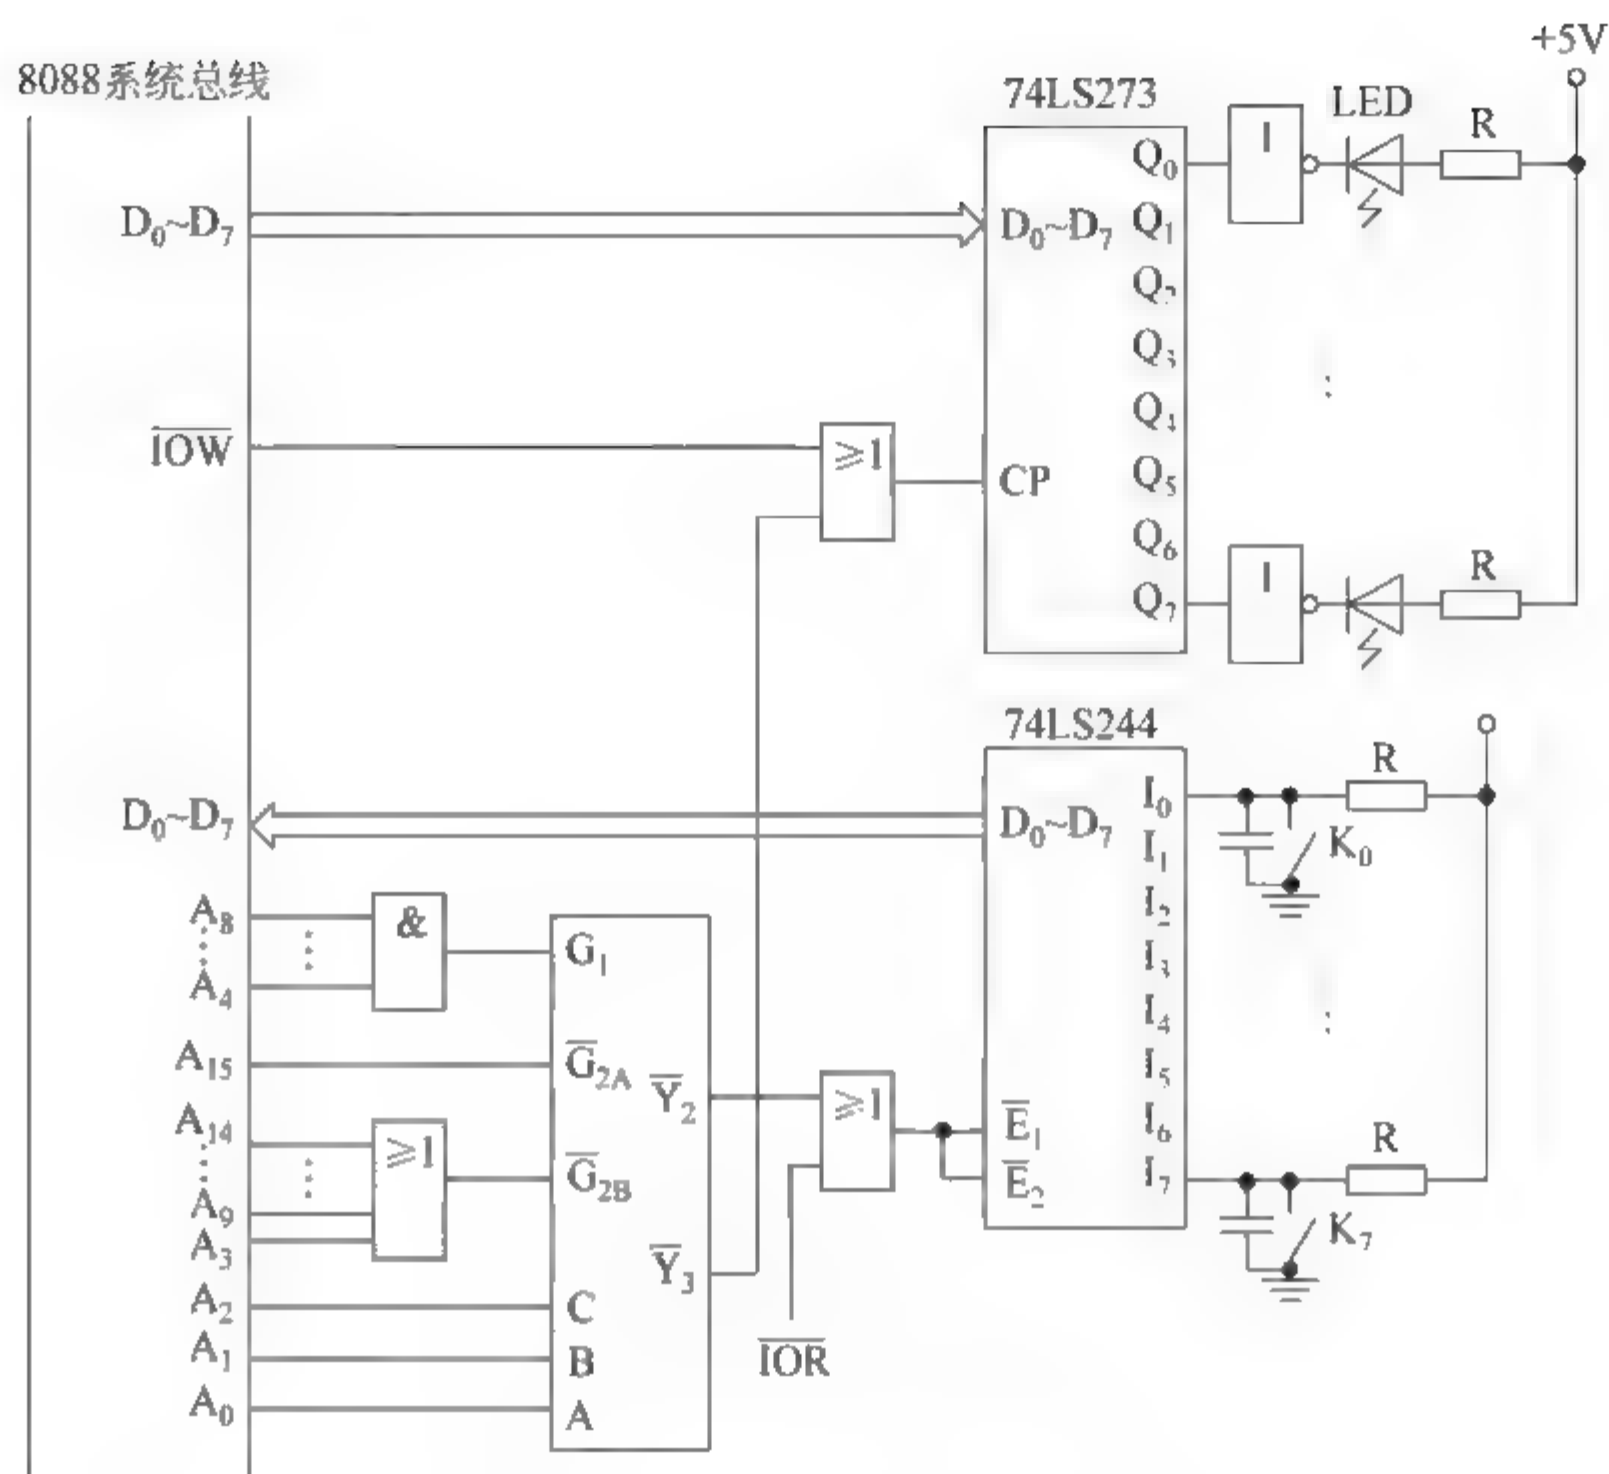 +5V
8088系统总线
74LS273
LED
R
Q₀
D₀~D₇
D₀~D₇
Q₁
Q₂
Q₃
Q₄
IOW
≥1
CP
Q₅
Q₆
Q₇
1
1
R
74LS244
R
D₀~D₇
D₀~D₇
I₀
I₁
K₀
I₂
I₃
I₄
I₅
I₆
I₇
A₈
&
G₁
A₄
A₁₅
G₂A
Y₂
≥1
E₁
E₂
A₁₄
≥1
G₂B
A₉
A₃
Y₃
R
K₇
A₂
C
A₁
B
IOR
A₀
A